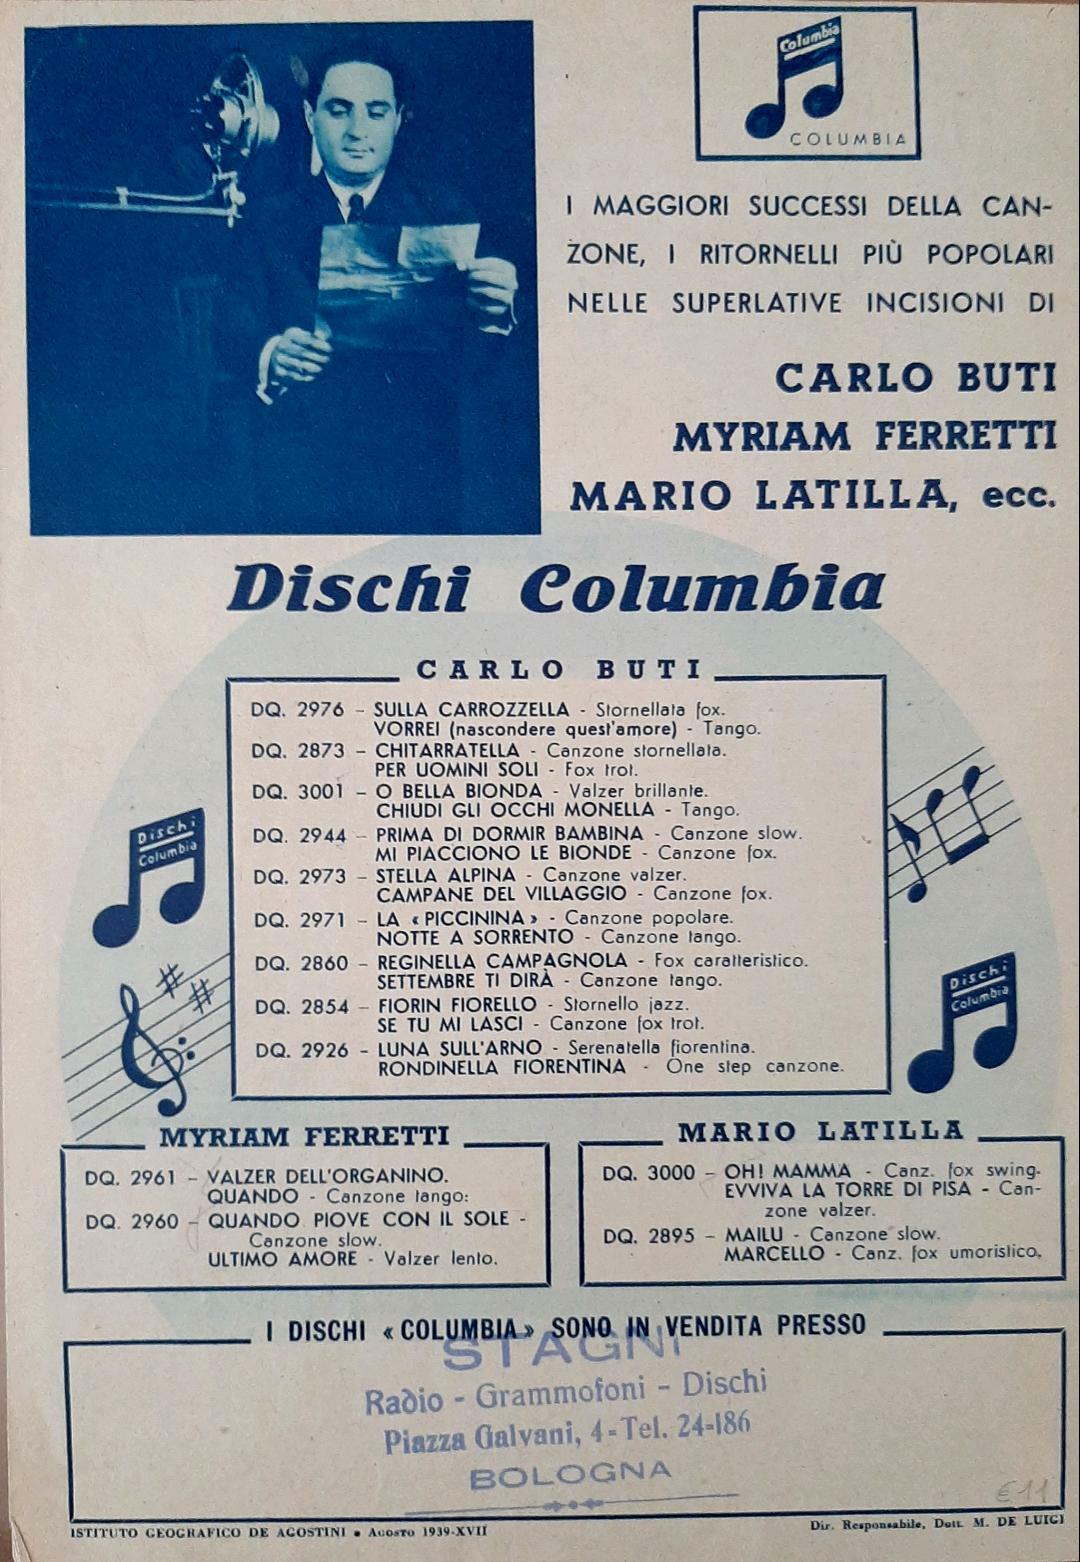 Columbia
COLUMBIA
I MAGGIORI SUCCESSI DELLA CAN-
ZONE, I RITORNELLI PIÙ POPOLARI
NELLE SUPERLATIVE INCISIONI DI
CARLO BUTI
MYRIAM FERRETTI
MARIO LATILLA, ecc.
Dischi Columbia
CARLO BUTI
DQ. 2976 - SULLA CARROZZELLA - Stornellata fox.
VORREI (nascondere quest'amore) - Tango.
DQ. 2873 - CHITARRATELLA - Canzone stornellata.
PER UOMINI SOLI - Fox trot.
DQ. 3001 - O BELLA BIONDA - Valzer brillante.
CHIUDI GLI OCCHI MONELLA - Tango.
DQ. 2944 - PRIMA DI DORMIR BAMBINA - Canzone slow.
MI PIACCIONO LE BIONDE - Canzone fox.
DQ. 2973 - STELLA ALPINA - Canzone valzer.
CAMPANE DEL VILLAGGIO - Canzone fox.
DQ. 2971 - LA « PICCININA » - Canzone popolare.
NOTTE A SORRENTO - Canzone tango.
DQ. 2860 - REGINELLA CAMPAGNOLA - Fox caratteristico.
SETTEMBRE TI DIRÀ - Canzone tango.
DQ. 2854 - FIORIN FIORELLO - Stornello jazz.
SE TU MI LASCI - Canzone fox trot.
DQ. 2926 - LUNA SULL'ARNO - Serenatella fiorentina.
RONDINELLA FIORENTINA - One step canzone.
Dischi
Columbia
Dischi
Columbia
MYRIAM FERRETTI
DQ. 2961 - VALZER DELL'ORGANINO.
QUANDO - Canzone tango:
DQ. 2960 - QUANDO PIOVE CON IL SOLE -
Canzone slow.
ULTIMO AMORE - Valzer lento.
MARIO LATILLA
DQ. 3000 - OH! MAMMA - Canz. fox swing.
EVVIVA LA TORRE DI PISA - Can-
zone valzer.
DQ. 2895 - MAILU - Canzone slow.
MARCELLO - Canz. fox umoristico.
I DISCHI « COLUMBIA » SONO IN VENDITA PRESSO
STAGNI
Radio - Grammofoni - Dischi
Piazza Galvani, 4 - Tel. 24-186
BOLOGNA
€ 11
ISTITUTO GEOGRAFICO DE AGOSTINI • Agosto 1939-XVII
Dir. Responsabile, Dott. M. DE LUIGI